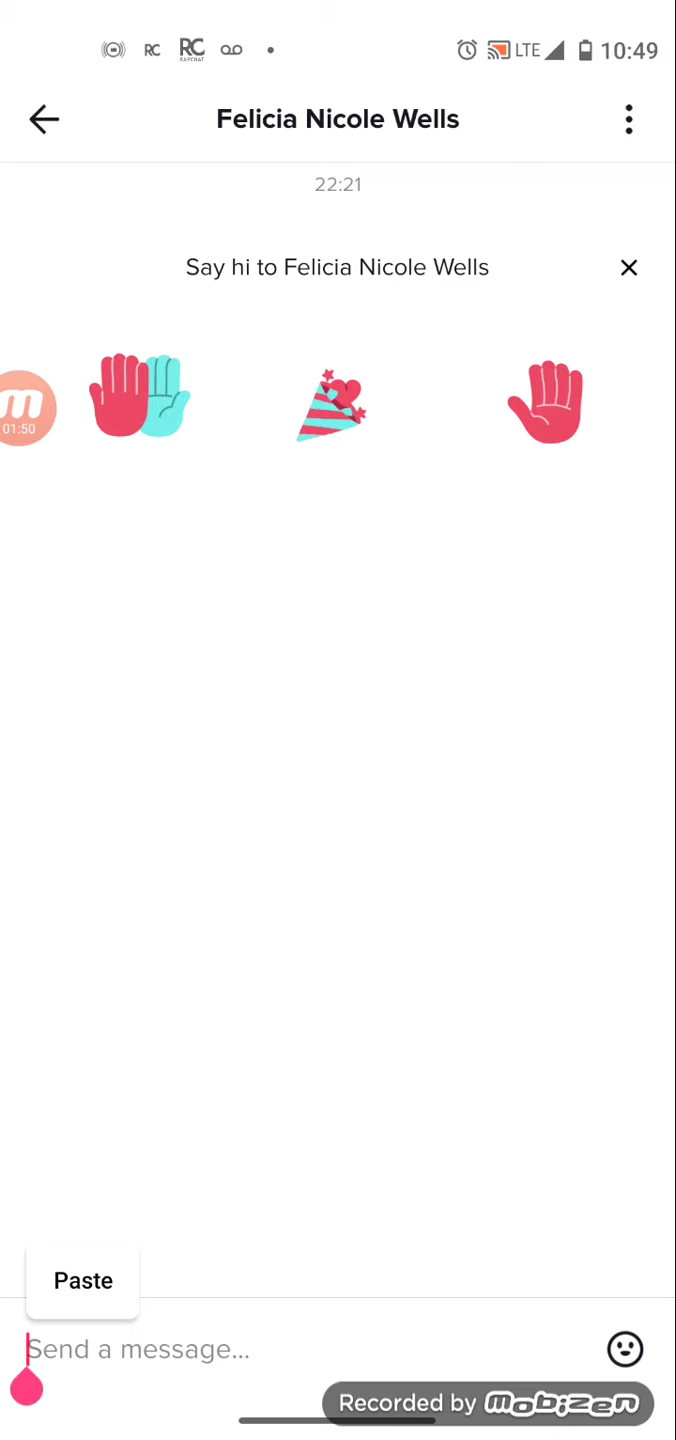 RC RC LTE 10:49
RAPCHAT
Felicia Nicole Wells
22:21
Say hi to Felicia Nicole Wells
m
01:50
Paste
Send a message...
Recorded by mobizen